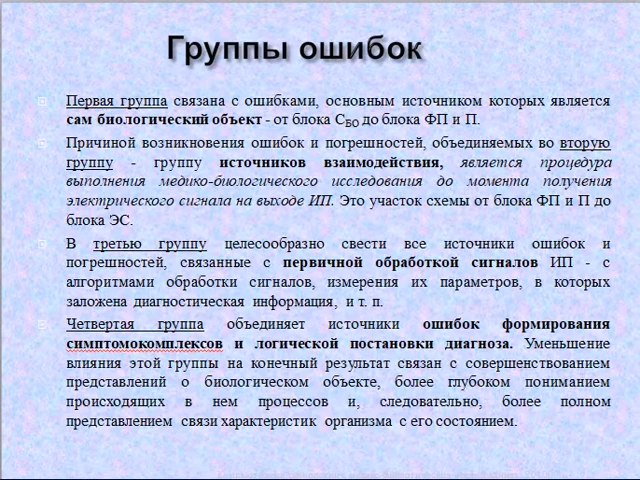 Группы ошибок
Первая группа связана с ошибками, основным источником которых является
сам биологический объект - от блока СБО до блока ФП и П.
Причиной возникновения ошибок и погрешностей, объединяемых во вторую
группу - группу источников взаимодействия, является процедура
выполнения медико-биологического исследования до момента получения
электрического сигнала на выходе ИП. Это участок схемы от блока ФП и П до
блока ЭС.
В третью группу целесообразно свести все источники ошибок и
погрешностей, связанные с первичной обработкой сигналов ИП - с
алгоритмами обработки сигналов, измерения их параметров, в которых
заложена диагностическая информация, и т. п.
Четвертая группа объединяет источники ошибок формирования
симптомокомплексов и логической постановки диагноза. Уменьшение
влияния этой группы на конечный результат связан с совершенствованием
представлений о биологическом объекте, более глубоком пониманием
происходящих в нем процессов и, следовательно, более полном
представлением связи характеристик организма с его состоянием.